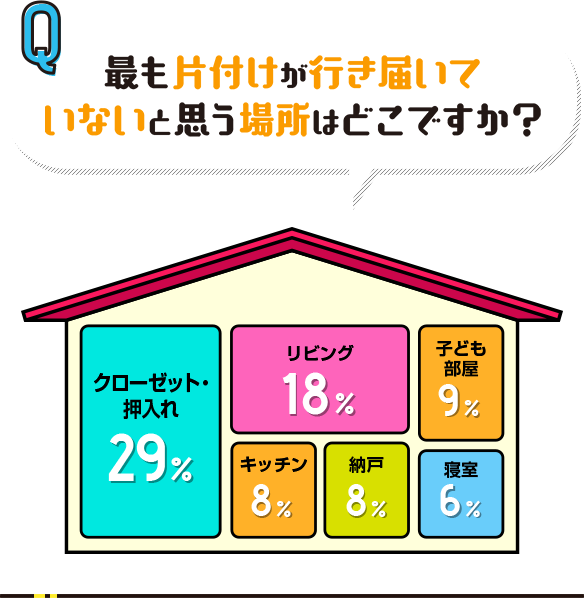 Q
最も片付けが行き届いて
いないと思う場所はどこですか？
クローゼット・
押入れ
29%
リビング
18%
子ども
部屋
9%
キッチン
8%
納戸
8%
寝室
6%